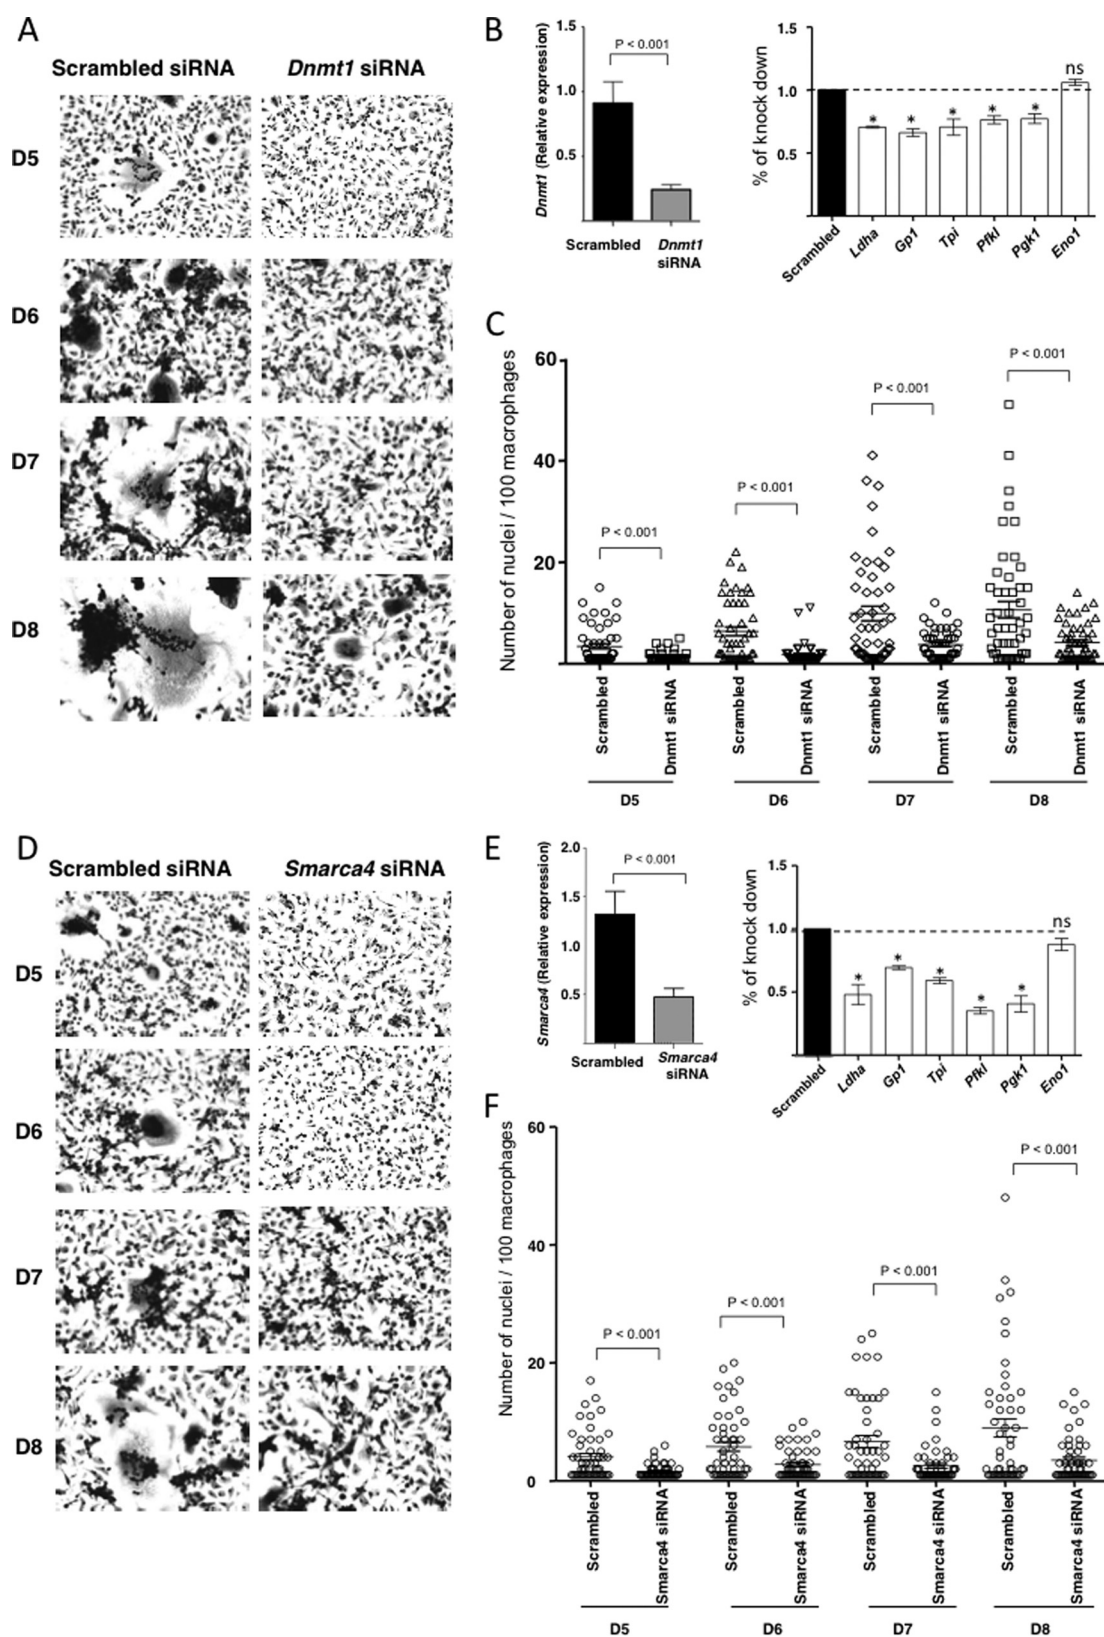 A
Scrambled siRNA
Dnmt1 siRNA
D5
D6
D7
D8
B
Dnmt1 (Relative expression)
1.5
1.0
0.5
P < 0.001
Scrambled
Dnmt1
siRNA
% of knock down
1.5
1.0
0.5
* * * * * ns
Scrambled
Ldha
Gp1
Tpi
Pfkl
Pgk1
Eno1
C
Number of nuclei / 100 macrophages
60
40
20
0
P < 0.001
P < 0.001
P < 0.001
P < 0.001
Scrambled
Dnmt1 siRNA
Scrambled
Dnmt1 siRNA
Scrambled
Dnmt1 siRNA
Scrambled
Dnmt1 siRNA
D5
D6
D7
D8
D
Scrambled siRNA
Smarca4 siRNA
D5
D6
D7
D8
E
Smarca4 (Relative expression)
2.0
1.5
1.0
0.5
P < 0.001
Scrambled
Smarca4
siRNA
% of knock down
1.5
1.0
0.5
* * * * * ns
Scrambled
Ldha
Gp1
Tpi
Pfkl
Pgk1
Eno1
F
Number of nuclei / 100 macrophages
60
40
20
0
P < 0.001
P < 0.001
P < 0.001
P < 0.001
Scrambled
Smarca4 siRNA
Scrambled
Smarca4 siRNA
Scrambled
Smarca4 siRNA
Scrambled
Smarca4 siRNA
D5
D6
D7
D8